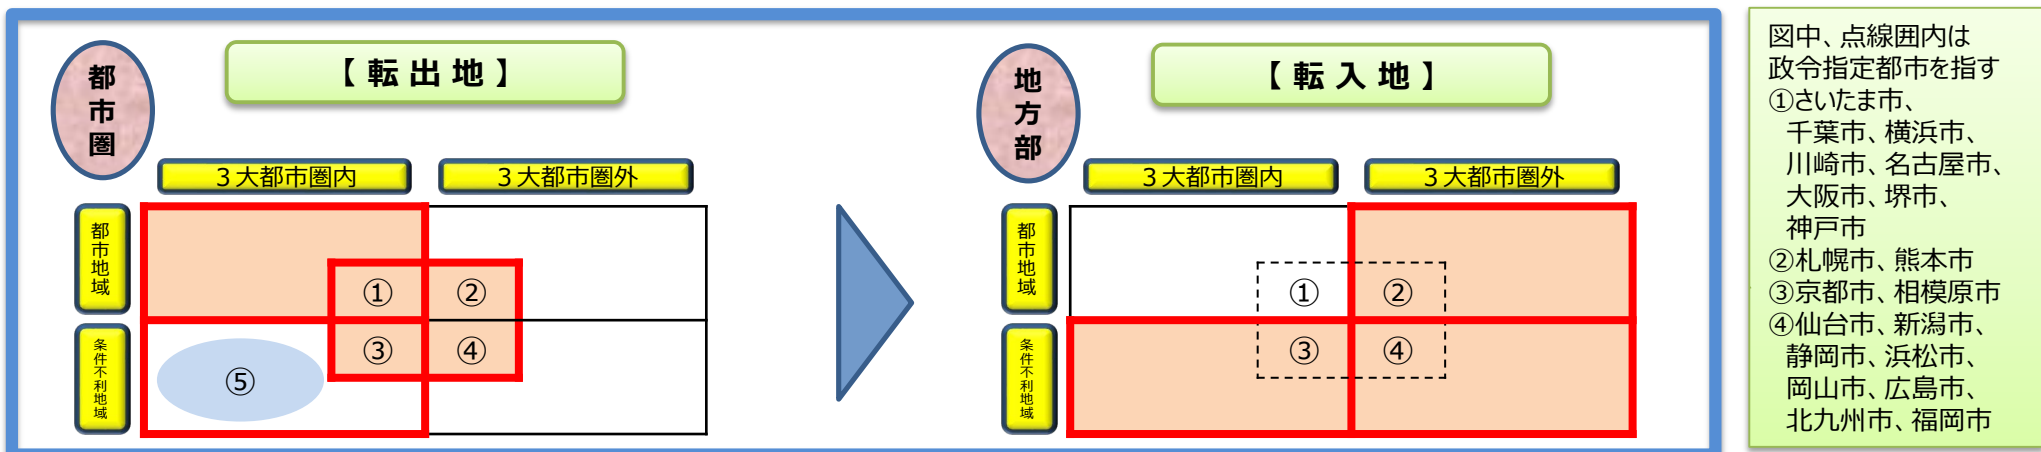 都市圏
【転出地】
3大都市圏内
3大都市圏外
都市地域
条件不利地域
①
②
③
④
⑤
地方部
【転入地】
3大都市圏内
3大都市圏外
都市地域
条件不利地域
①
②
③
④
図中、点線囲内は
政令指定都市を指す
①さいたま市、
千葉市、横浜市、
川崎市、名古屋市、
大阪市、堺市、
神戸市
②札幌市、熊本市
③京都市、相模原市
④仙台市、新潟市、
静岡市、浜松市、
岡山市、広島市、
北九州市、福岡市